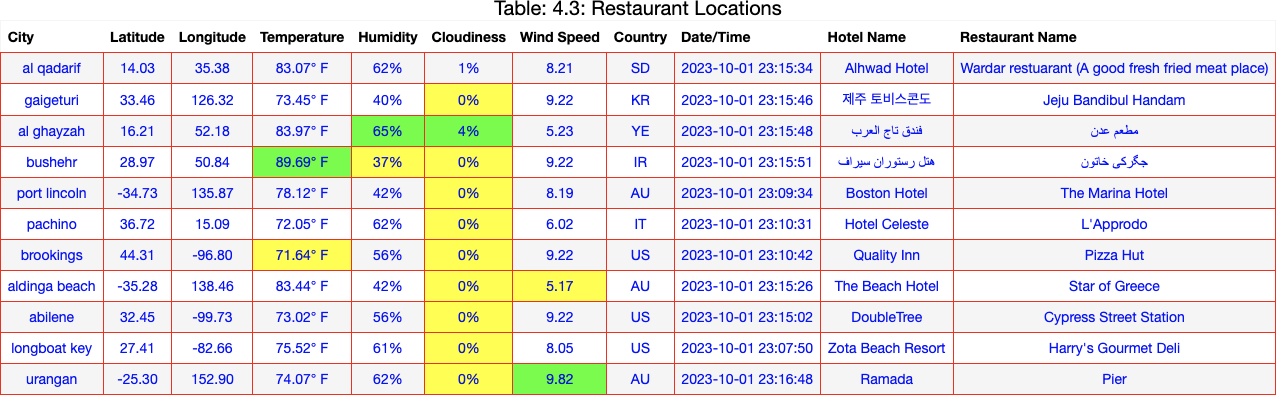 Table: 4.3: Restaurant Locations
City Latitude Longitude Temperature Humidity Cloudiness Wind Speed Country Date/Time Hotel Name Restaurant Name
al qadarif 14.03 35.38 83.07° F 62% 1% 8.21 SD 2023-10-01 23:15:34 Alhwad Hotel Wardar restuarant (A good fresh fried meat place)
gaigeturi 33.46 126.32 73.45° F 40% 0% 9.22 KR 2023-10-01 23:15:46 제주 토비스콘도 Jeju Bandibul Handam
al ghayzah 16.21 52.18 83.97° F 65% 4% 5.23 YE 2023-10-01 23:15:48 فندق تاج العرب مطعم عدن
bushehr 28.97 50.84 89.69° F 37% 0% 9.22 IR 2023-10-01 23:15:51 هتل رستوران سیراف جگرکی خاتون
port lincoln -34.73 135.87 78.12° F 42% 0% 8.19 AU 2023-10-01 23:09:34 Boston Hotel The Marina Hotel
pachino 36.72 15.09 72.05° F 42% 0% 6.02 IT 2023-10-01 23:10:31 Hotel Celeste L'Approdo
brookings 44.31 -96.80 71.64° F 56% 0% 9.22 US 2023-10-01 23:10:42 Quality Inn Pizza Hut
aldinga beach -35.28 138.46 83.44° F 42% 0% 5.17 AU 2023-10-01 23:15:26 The Beach Hotel Star of Greece
abilene 32.45 -99.73 73.02° F 56% 0% 9.22 US 2023-10-01 23:15:02 DoubleTree Cypress Street Station
longboat key 27.41 -82.66 75.52° F 61% 0% 8.05 US 2023-10-01 23:07:50 Zota Beach Resort Harry's Gourmet Deli
urangan -25.30 152.90 74.07° F 62% 0% 9.82 AU 2023-10-01 23:16:48 Ramada Pier